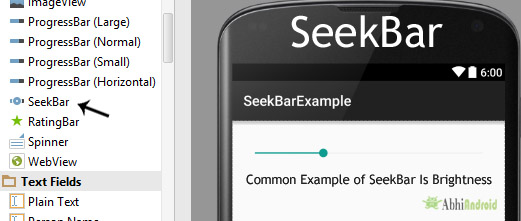 ImageView
ProgressBar (Large)
ProgressBar (Normal)
ProgressBar (Small)
ProgressBar (Horizontal)
SeekBar
RatingBar
Spinner
WebView
Text Fields
Plain Text
Person Name
SeekBar
6:00
SeekBarExample
Common Example of SeekBar Is Brightness
AbhiAndroid